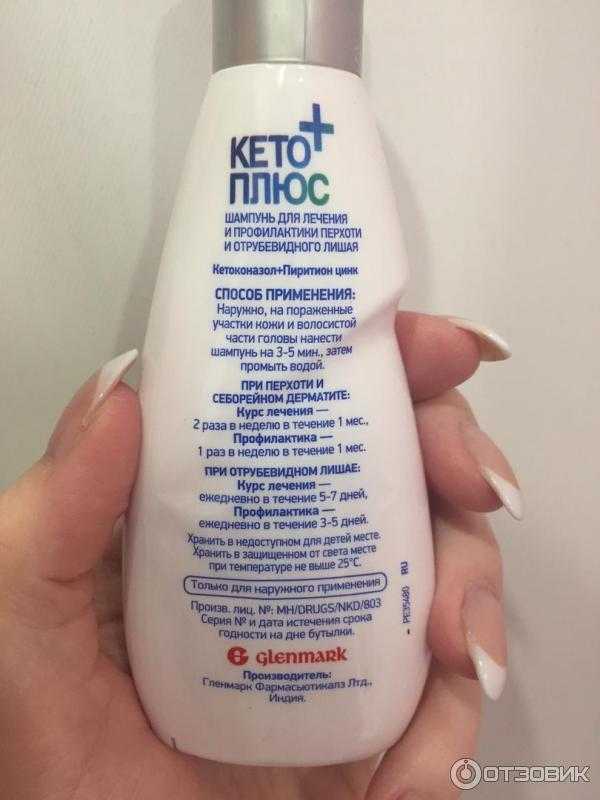 КЕТО+
ПЛЮС
ШАМПУНЬ ДЛЯ ЛЕЧЕНИЯ
И ПРОФИЛАКТИКИ ПЕРХОТИ
И ОТРУБЕВИДНОГО ЛИШАЯ
Кетоконазол+Пиритион цинк
СПОСОБ ПРИМЕНЕНИЯ:
Наружно, на пораженные
участки кожи и волосистой
части головы нанести
шампунь на 3-5 мин., затем
промыть водой.
ПРИ ПЕРХОТИ И
СЕБОРЕЙНОМ ДЕРМАТИТЕ:
Курс лечения —
2 раза в неделю в течение 1 мес.,
Профилактика —
1 раз в неделю в течение 1 мес.
ПРИ ОТРУБЕВИДНОМ ЛИШАЕ:
Курс лечения —
ежедневно в течение 5-7 дней,
Профилактика —
ежедневно в течение 3-5 дней.
Хранить в недоступном для детей месте.
Хранить в защищенном от света месте
при температуре не выше 25°C.
Только для наружного применения
Произв. лиц. №: MH/DRUGS/NKD/803
Серия № и дата истечения срока
годности на дне бутылки.
G glenmark
Производитель:
Гленмарк Фармасьютикалз Лтд.,
Индия.
PE35480 RU
ОТЗОВИК